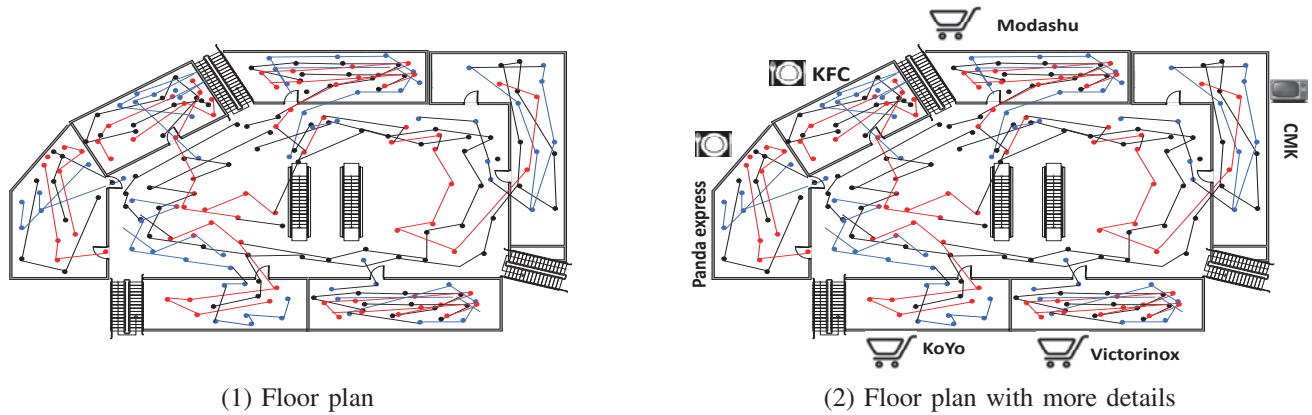 Modashu
KFC
CMK
Panda express
KoYo
Victorinox
(1) Floor plan
(2) Floor plan with more details